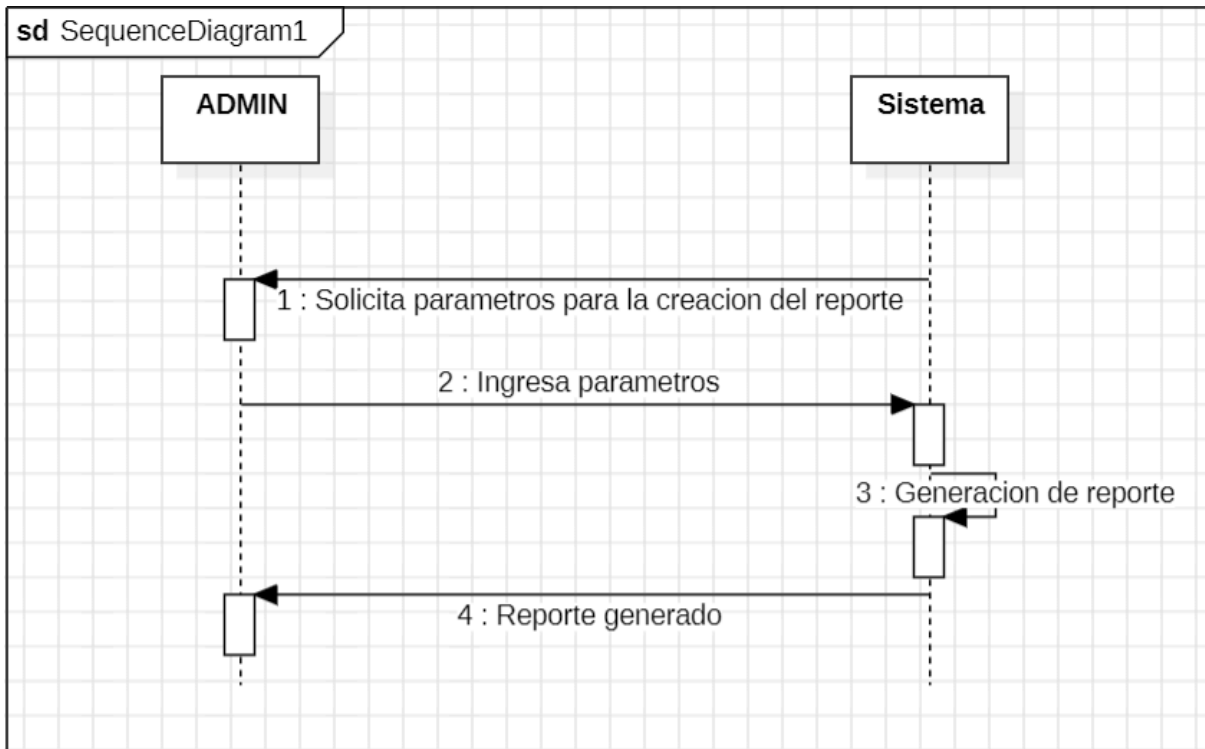 sd SequenceDiagram1
ADMIN
Sistema
1 : Solicita parametros para la creacion del reporte
2 : Ingresa parametros
3 : Generacion de reporte
4 : Reporte generado